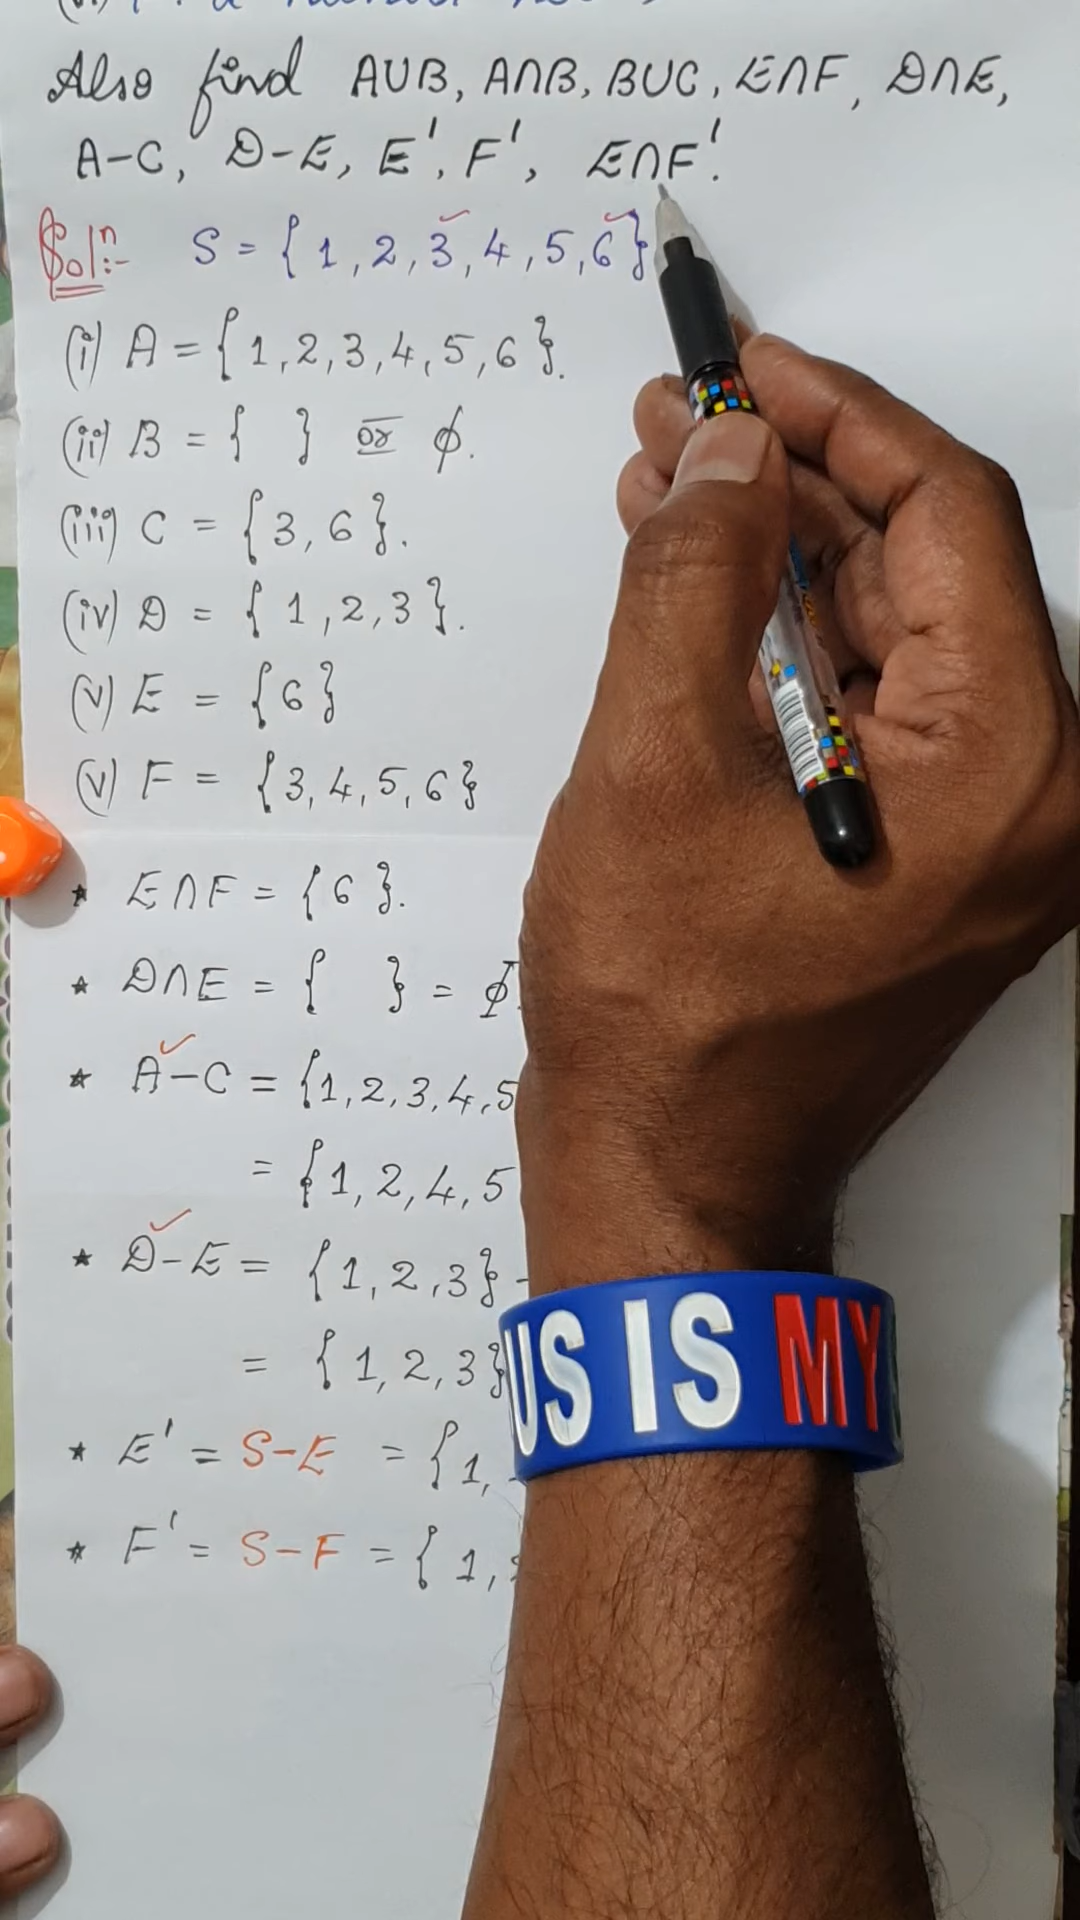 Also find A∪B, A∩B, B∪C, E∩F, D∩E,
A-C, D-E, E', F', E∩F'.
Solⁿ:- S = { 1, 2, 3, 4, 5, 6 }
(i) A = { 1, 2, 3, 4, 5, 6 }.
(ii) B = { } or ϕ.
(iii) C = { 3, 6 }.
(iv) D = { 1, 2, 3 }.
(v) E = { 6 }
(v) F = { 3, 4, 5, 6 }
★ E∩F = { 6 }.
★ D∩E = { } = ϕ
★ A-C = { 1, 2, 3, 4, 5
= { 1, 2, 4, 5
★ D-E = { 1, 2, 3 } -
= { 1, 2, 3 }
★ E' = S-E = { 1,
★ F' = S-F = { 1,
US IS MY